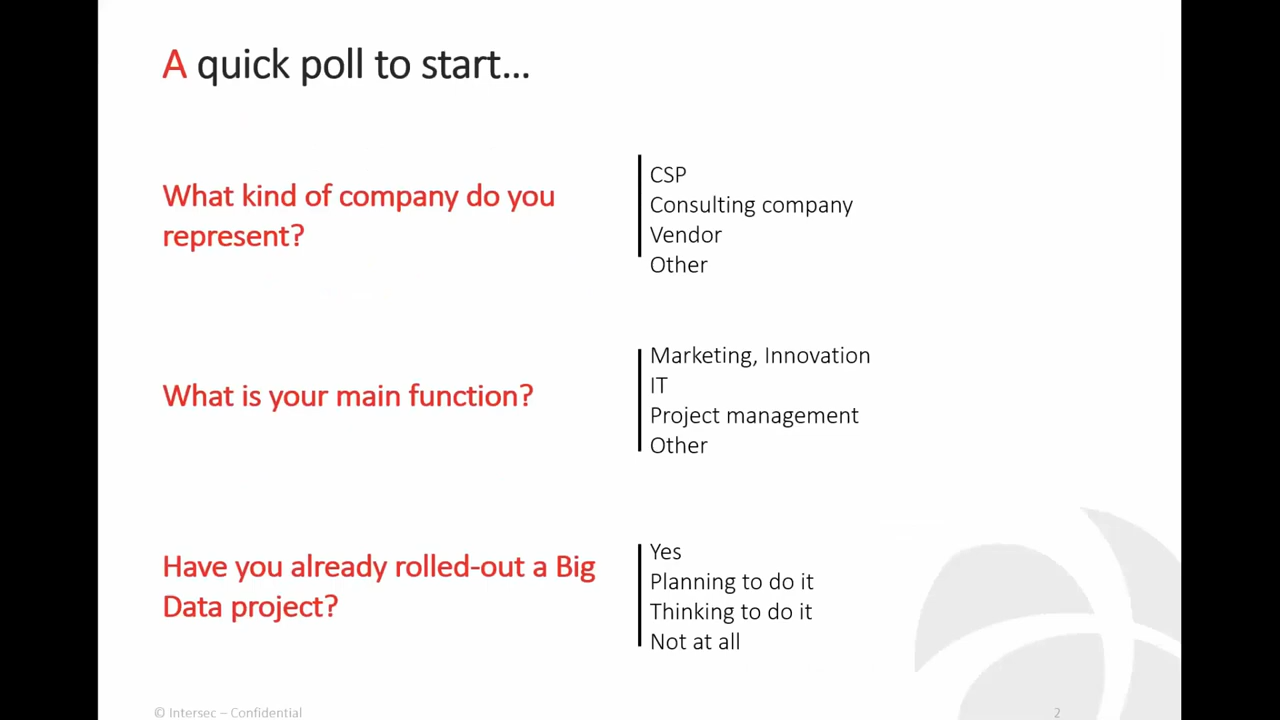 A quick poll to start...
What kind of company do you
represent?
CSP
Consulting company
Vendor
Other
What is your main function?
Marketing, Innovation
IT
Project management
Other
Have you already rolled-out a Big
Data project?
Yes
Planning to do it
Thinking to do it
Not at all
© Intersec – Confidential
2